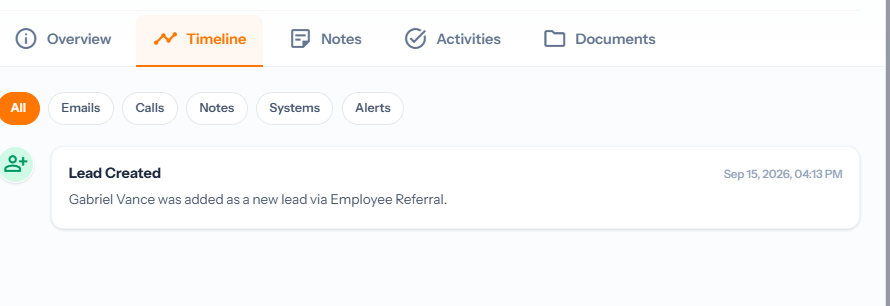 Overview Timeline Notes Activities Documents
All Emails Calls Notes Systems Alerts
Lead Created Sep 15, 2026, 04:13 PM
Gabriel Vance was added as a new lead via Employee Referral.